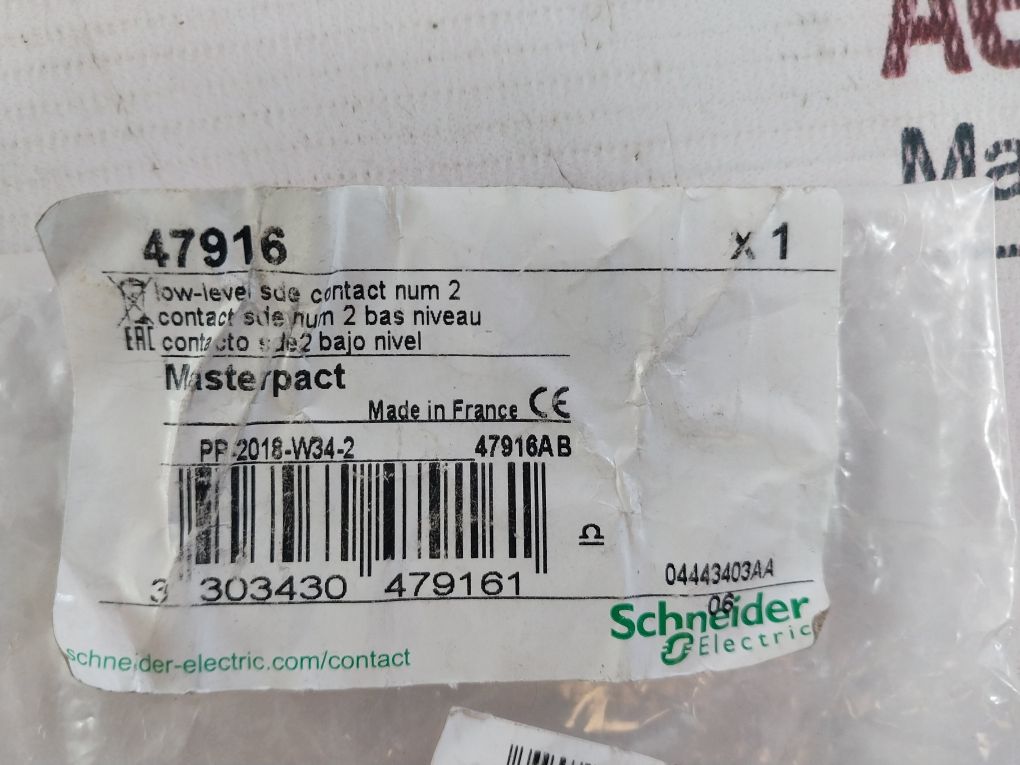 47916 x 1
low-level sde contact num 2
contact sde num 2 bas niveau
EAC contacto sde2 bajo nivel
Masterpact
Made in France CE
PP-2018-W34-2 47916AB
3 303430 479161
04443403AA
06
Schneider
Electric
schneider-electric.com/contact
Ma